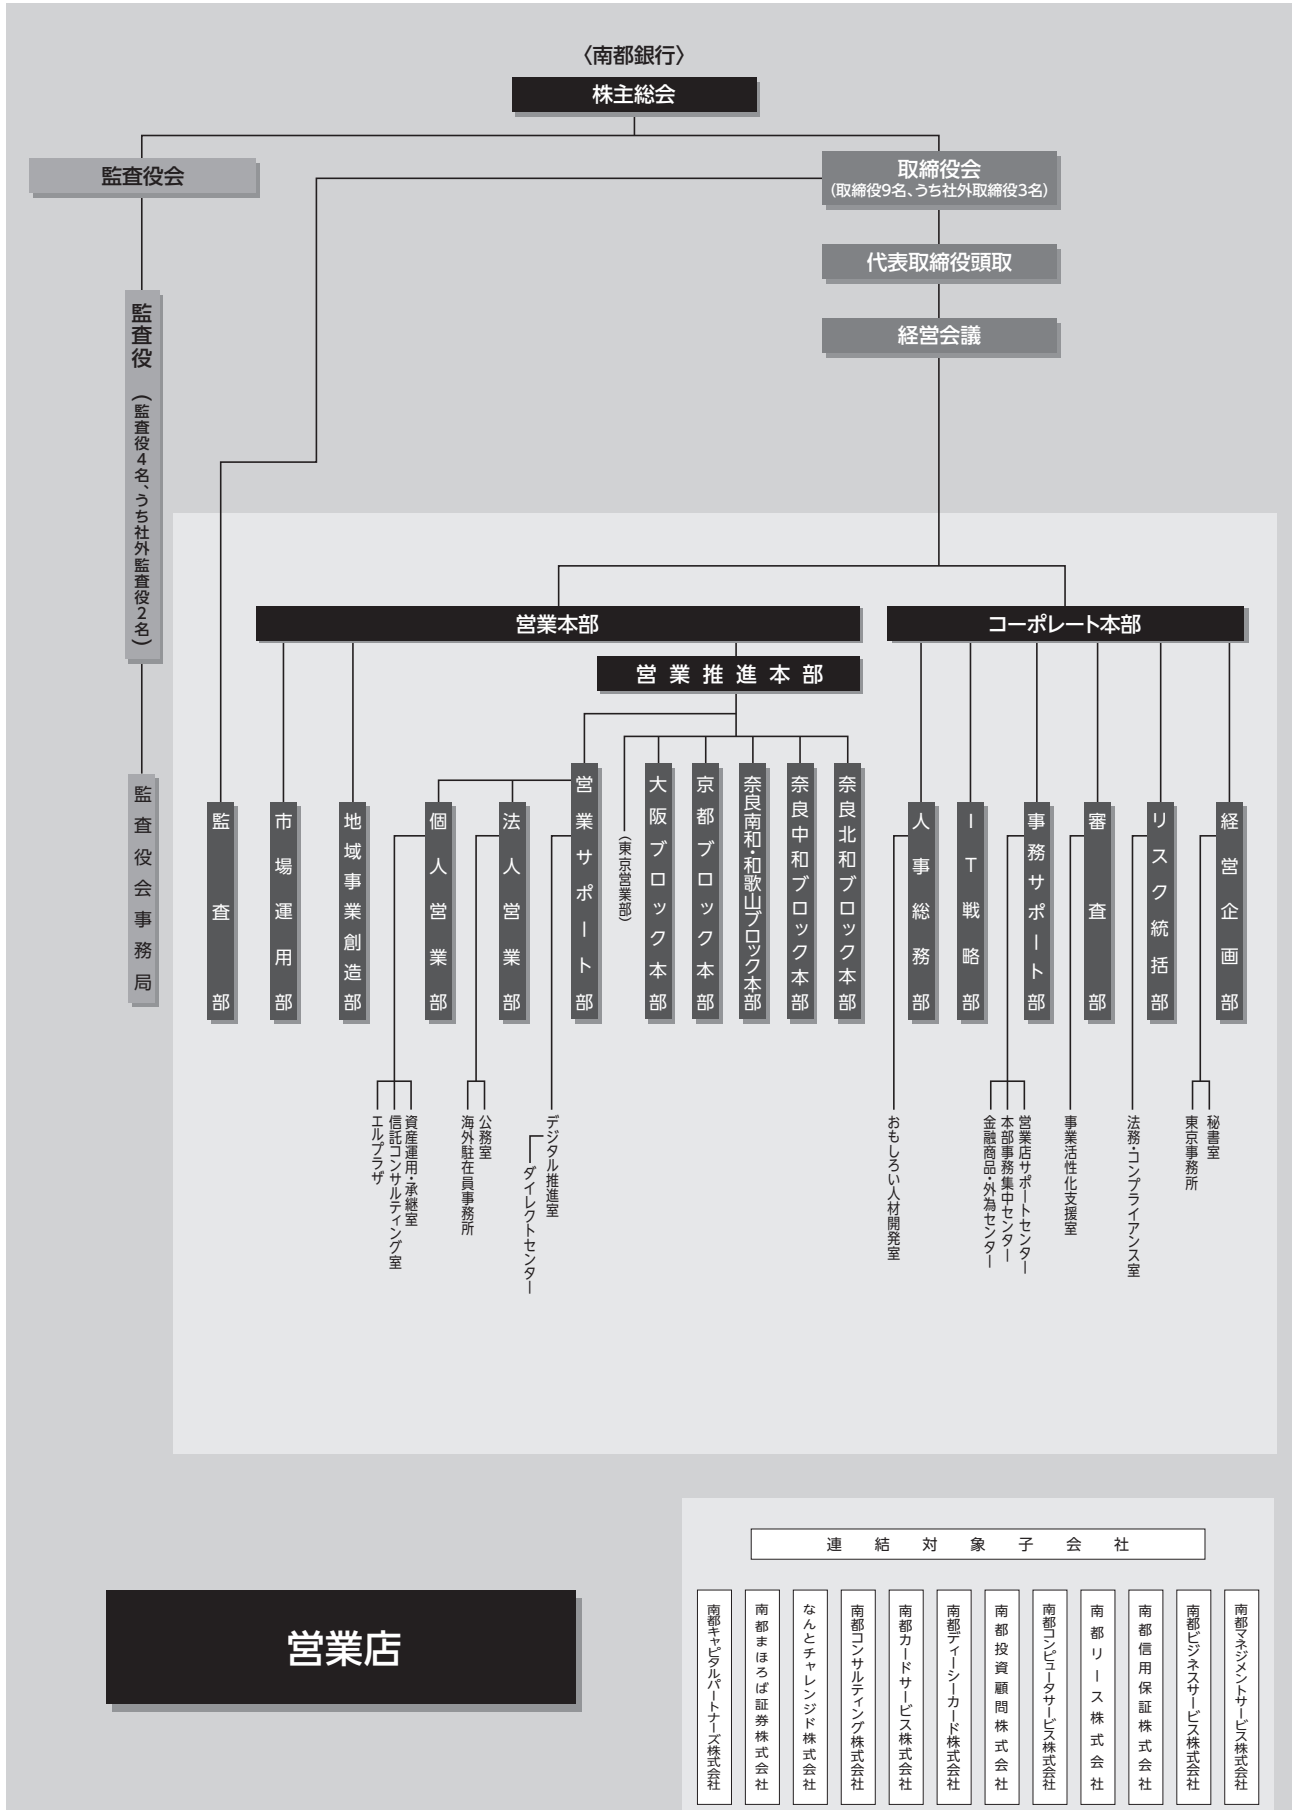 〈南都銀行〉
株主総会
監査役会
取締役会
(取締役9名、うち社外取締役3名)
代表取締役頭取
経営会議
監査役 (監査役4名、うち社外監査役2名)
監査役会事務局
営業本部
コーポレート本部
営業推進本部
経営企画部
リスク統括部
審査部
事務サポート部
IT戦略部
人事総務部
奈良北和ブロック本部
奈良中和ブロック本部
奈良南和・和歌山ブロック本部
京都ブロック本部
大阪ブロック本部
(東京営業部)
営業サポート部
法人営業部
個人営業部
地域事業創造部
市場運用部
監査部
秘書室
東京事務所
法務・コンプライアンス室
事業活性化支援室
営業店サポートセンター
本部事務集中センター
金融商品・外為センター
おもしろい人材開発室
デジタル推進室
ダイレクトセンター
公務室
海外駐在員事務所
資産運用・承継室
信託コンサルティング室
エルプラザ
営業店
連結対象子会社
南都マネジメントサービス株式会社
南都ビジネスサービス株式会社
南都信用保証株式会社
南都リース株式会社
南都コンピュータサービス株式会社
南都投資顧問株式会社
南都ディーシーカード株式会社
南都カードサービス株式会社
南都コンサルティング株式会社
なんとチャレンジド株式会社
南都まほろば証券株式会社
南都キャピタルパートナーズ株式会社